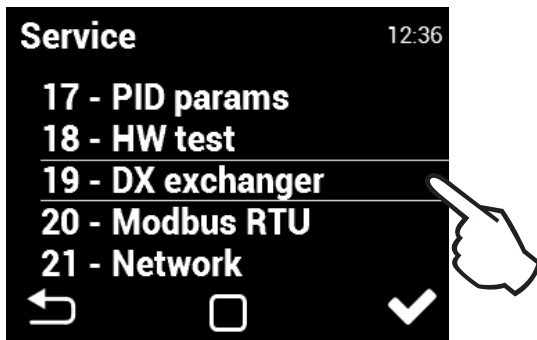 Service
12:36
17 - PID params
18 - HW test
19 - DX exchanger
20 - Modbus RTU
21 - Network